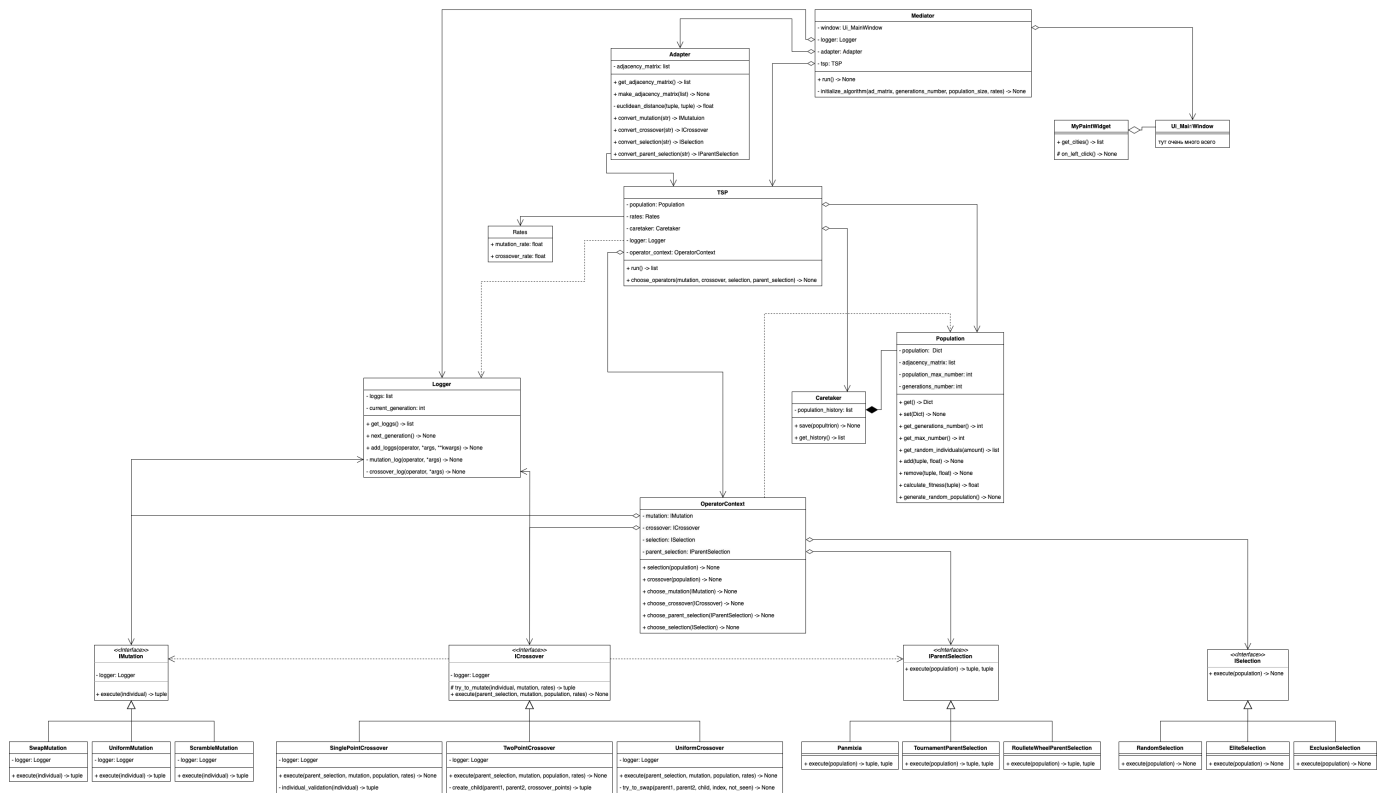 Mediator
- window: Ui_MainWindow
- logger: Logger
- adapter: Adapter
- tsp: TSP
+ run() -> None
- initialize_algorithm(ad_matrix, generations_number, population_size, rates) -> None
Adapter
- adjacency_matrix: list
+ get_adjacency_matrix() -> list
+ make_adjacency_matrix(list) -> None
- euclidean_distance(tuple, tuple) -> float
+ convert_mutation(str) -> IMutatuion
+ convert_crossover(str) -> ICrossover
+ convert_selection(str) -> ISelection
+ convert_parent_selection(str) -> IParentSelection
MyPaintWidget
+ get_cities() -> list
# on_left_click() -> None
Ui_MainWindow
тут очень много всего
TSP
- population: Population
- rates: Rates
- caretaker: Caretaker
- logger: Logger
- operator_context: OperatorContext
+ run() -> list
+ choose_operators(mutation, crossover, selection, parent_selection) -> None
Rates
+ mutation_rate: float
+ crossover_rate: float
Population
- population: Dict
- adjacency_matrix: list
- population_max_number: int
- generations_number: int
+ get() -> Dict
+ set(Dict) -> None
+ get_generations_number() -> int
+ get_max_number() -> int
+ get_random_individuals(amount) -> list
+ add(tuple, float) -> None
+ remove(tuple, float) -> None
+ calculate_fitness(tuple) -> float
+ generate_random_population() -> None
Logger
- loggs: list
- current_generation: int
+ get_loggs() -> list
+ next_generation() -> None
+ add_loggs(operator, *args, **kwargs) -> None
- mutation_log(operator, *args) -> None
- crossover_log(operator, *args) -> None
Caretaker
- population_history: list
+ save(popultrion) -> None
+ get_history() -> list
OperatorContext
- mutation: IMutation
- crossover: ICrossover
- selection: ISelection
- parent_selection: IParentSelection
+ selection(population) -> None
+ crossover(population) -> None
+ choose_mutation(IMutation) -> None
+ choose_crossover(ICrossover) -> None
+ choose_parent_selection(IParentSelection) -> None
+ choose_selection(ISelection) -> None
<<Interface>>
IMutation
- logger: Logger
+ execute(individual) -> tuple
<<Interface>>
ICrossover
- logger: Logger
# try_to_mutate(individual, mutation, rates) -> tuple
+ execute(parent_selection, mutation, population, rates) -> None
<<Interface>>
IParentSelection
+ execute(population) -> tuple, tuple
<<Interface>>
ISelection
+ execute(population) -> None
SwapMutation
- logger: Logger
+ execute(individual) -> tuple
UniformMutation
- logger: Logger
+ execute(individual) -> tuple
ScrambleMutation
- logger: Logger
+ execute(individual) -> tuple
SinglePointCrossover
- logger: Logger
+ execute(parent_selection, mutation, population, rates) -> None
- individual_validation(individual) -> tuple
TwoPointCrossover
- logger: Logger
+ execute(parent_selection, mutation, population, rates) -> None
- create_child(parent1, parent2, crossover_points) -> tuple
UniformCrossover
- logger: Logger
+ execute(parent_selection, mutation, population, rates) -> None
- try_to_swap(parent1, parent2, child, index, not_seen) -> None
Panmixia
+ execute(population) -> tuple, tuple
TournamentParentSelection
+ execute(population) -> tuple, tuple
RoulleteWheelParentSelection
+ execute(population) -> tuple, tuple
RandomSelection
+ execute(population) -> None
EliteSelection
+ execute(population) -> None
ExclusionSelection
+ execute(population) -> None